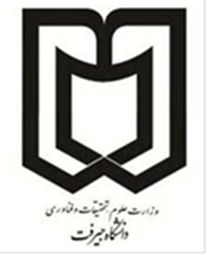 وزارت علوم، تحقیقات و فناوری
دانشگاه جیرفت